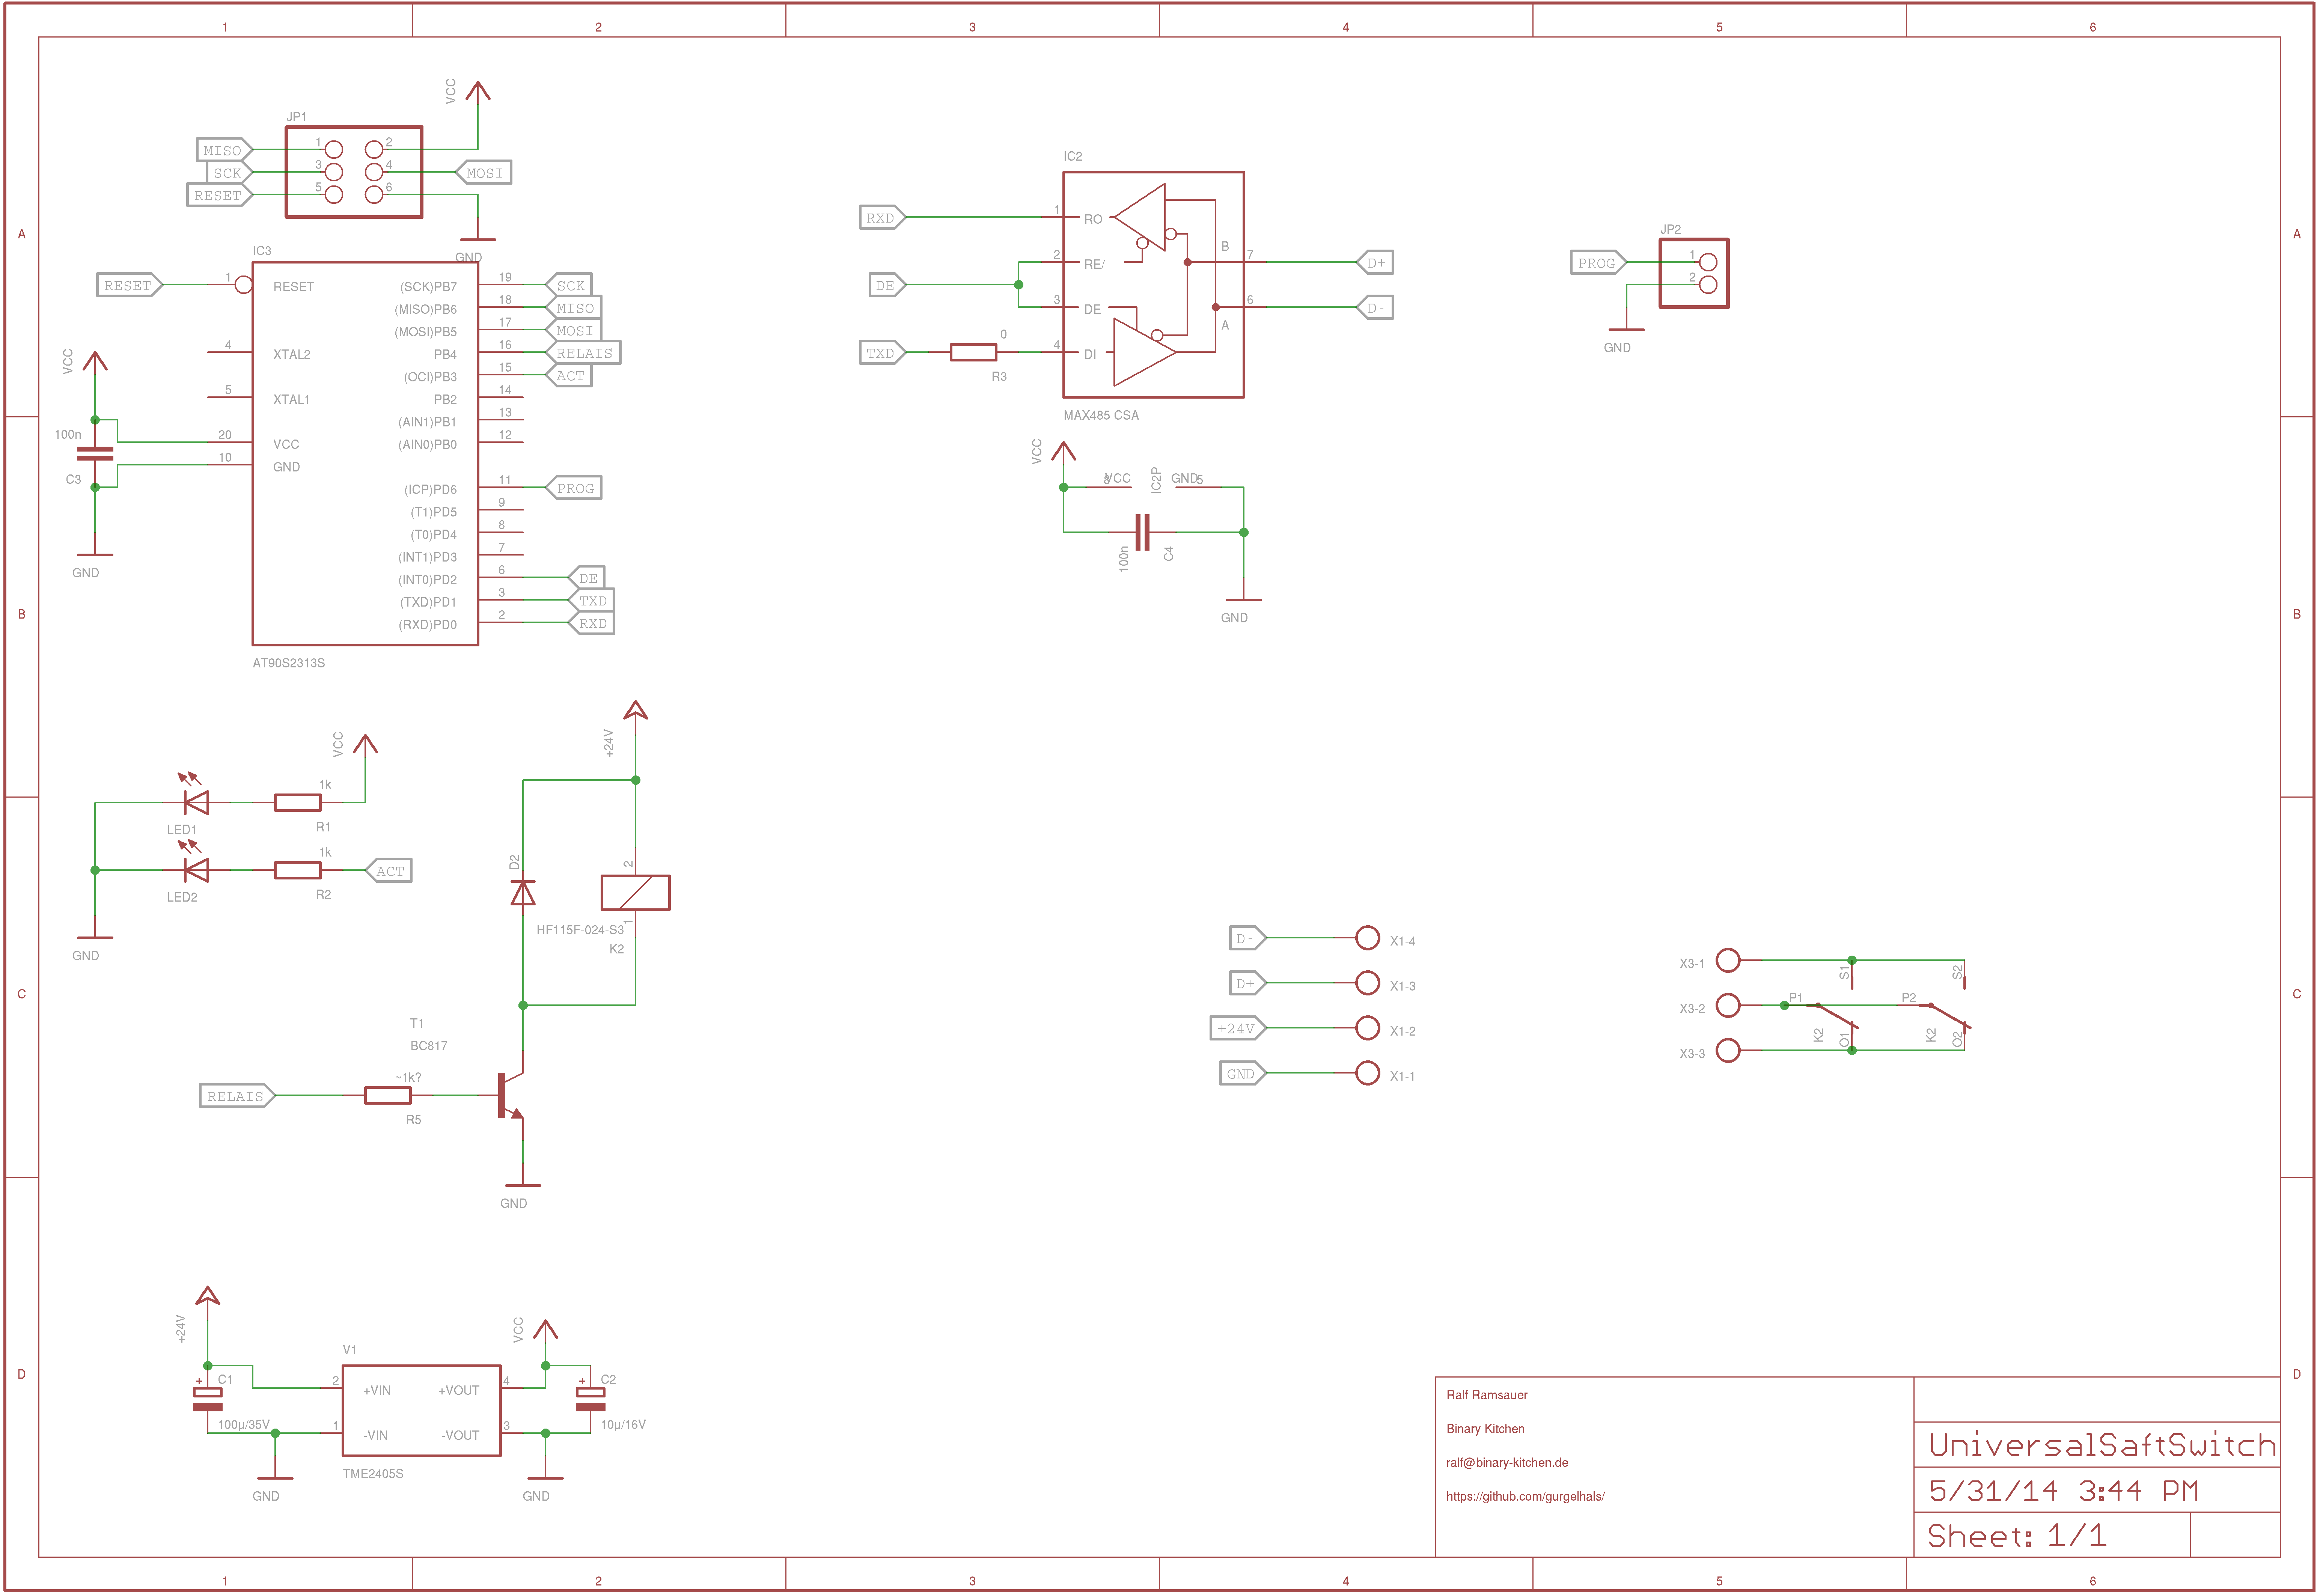 1 2 3 4 5 6
A A
B B
C C
D D
VCC
JP1
MISO 1 2
SCK 3 4 MOSI
RESET 5 6
GND
IC3
RESET 1 RESET (SCK)PB7 19 SCK
(MISO)PB6 18 MISO
(MOSI)PB5 17 MOSI
4 XTAL2 PB4 16 RELAIS
(OCI)PB3 15 ACT
5 XTAL1 PB2 14
(AIN1)PB1 13
20 VCC (AIN0)PB0 12
10 GND
(ICP)PD6 11 PROG
(T1)PD5 9
(T0)PD4 8
(INT1)PD3 7
(INT0)PD2 6 DE
(TXD)PD1 3 TXD
(RXD)PD0 2 RXD
AT90S2313S
VCC
100n
C3
GND
IC2
RXD 1 RO
B 7 D+
DE 2 RE/
3 DE 6 D-
A
TXD 0 4 DI
R3
MAX485 CSA
VCC
8 VCC IC2P GND 5
100n C4
GND
JP2
PROG 1
2
GND
VCC
1k
LED1 R1
1k
ACT
LED2 R2
GND
+24V
D2 2
1
HF115F-024-S3
K2
T1
BC817
~1k?
RELAIS
R5
GND
D- X1-4
D+ X1-3
+24V X1-2
GND X1-1
X3-1 S1 S2
X3-2 P1 P2
K2 K2
X3-3 O1 O2
+24V
VCC
V1
+ C1 2 +VIN +VOUT 4 + C2
100µ/35V 1 -VIN -VOUT 3 10µ/16V
TME2405S
GND GND
Ralf Ramsauer
Binary Kitchen
ralf@binary-kitchen.de
https://github.com/gurgelhals/
UniversalSaftSwitch
5/31/14 3:44 PM
Sheet: 1/1
1 2 3 4 5 6